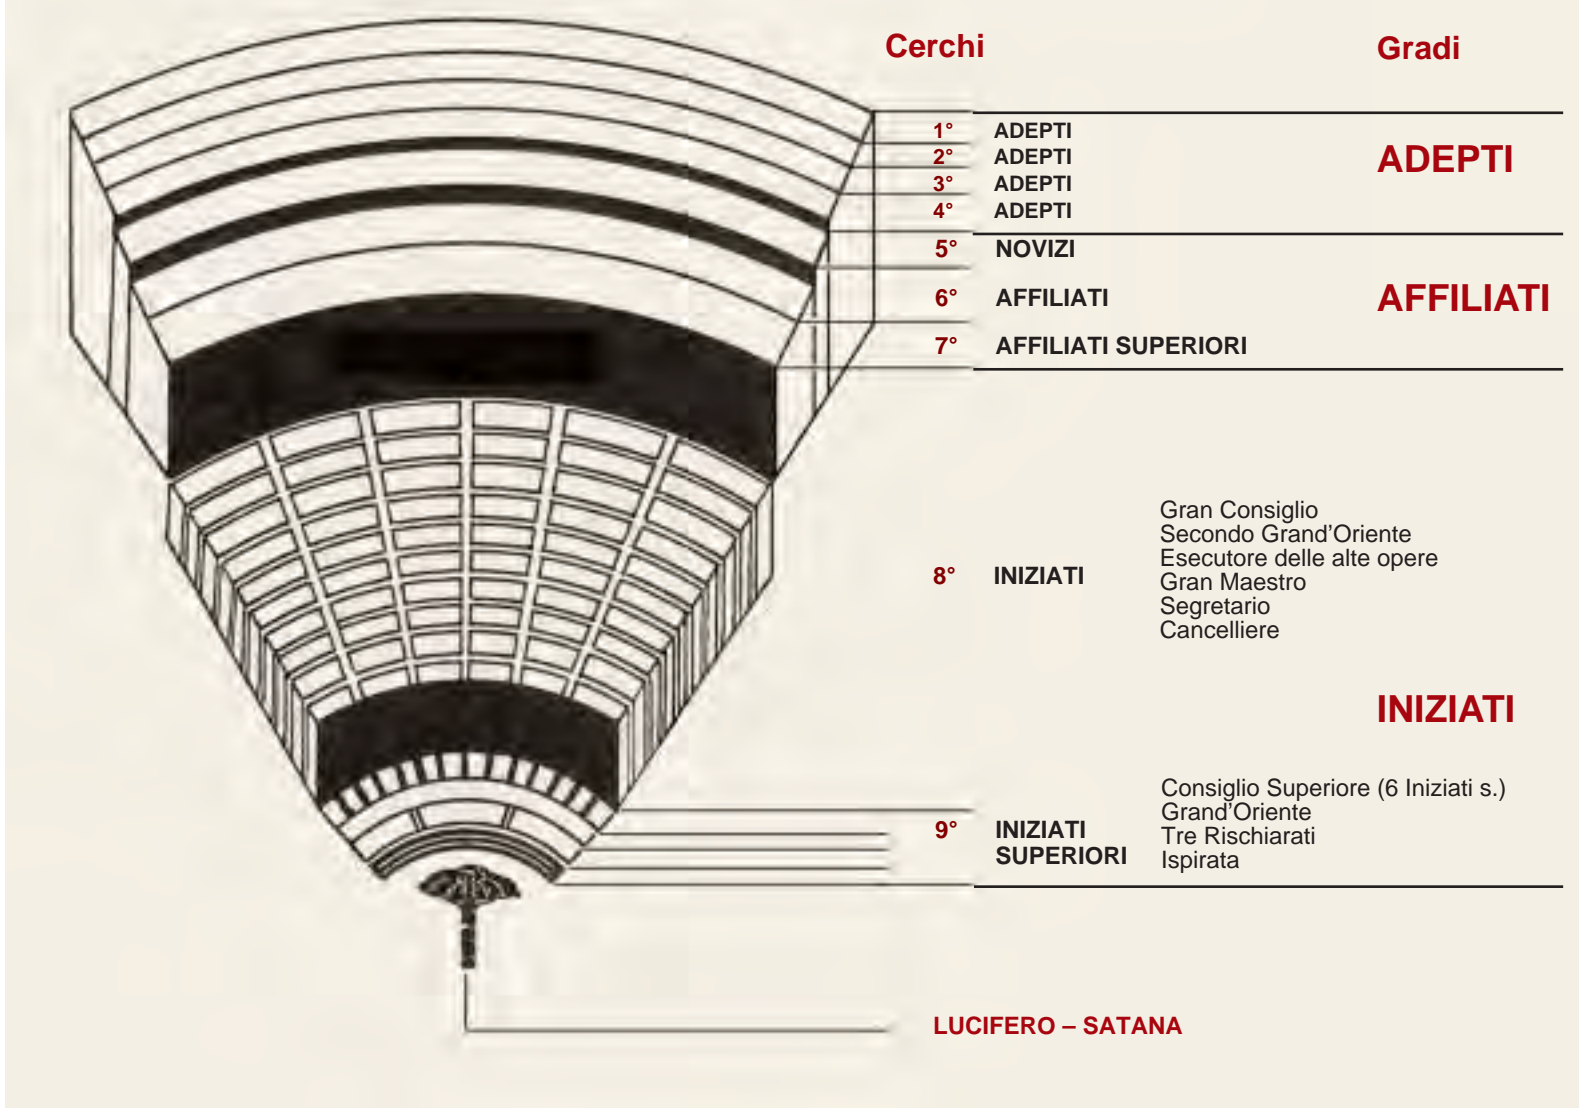 Cerchi Gradi
1° ADEPTI
2° ADEPTI
3° ADEPTI
4° ADEPTI
ADEPTI
5° NOVIZI
6° AFFILIATI
7° AFFILIATI SUPERIORI
AFFILIATI
8° INIZIATI
Gran Consiglio
Secondo Grand’Oriente
Esecutore delle alte opere
Gran Maestro
Segretario
Cancelliere
INIZIATI
9° INIZIATI
SUPERIORI
Consiglio Superiore (6 Iniziati s.)
Grand’Oriente
Tre Rischiarati
Ispirata
LUCIFERO – SATANA